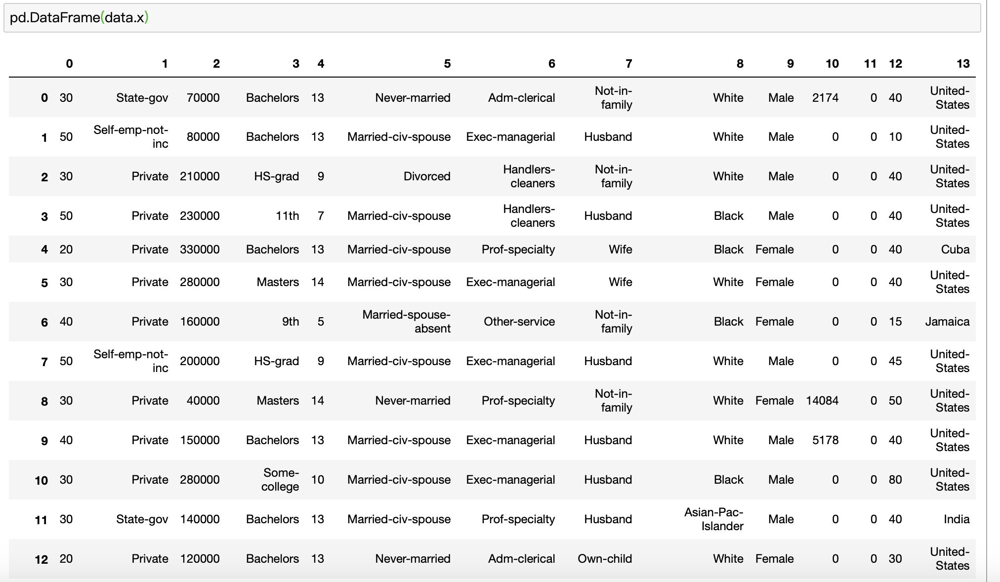 pd.DataFrame(data.x)
0 1 2 3 4 5 6 7 8 9 10 11 12 13
0 30 State-gov 70000 Bachelors 13 Never-married Adm-clerical Not-in-family White Male 2174 0 40 United-States
1 50 Self-emp-not-inc 80000 Bachelors 13 Married-civ-spouse Exec-managerial Husband White Male 0 0 10 United-States
2 30 Private 210000 HS-grad 9 Divorced Handlers-cleaners Not-in-family White Male 0 0 40 United-States
3 50 Private 230000 11th 7 Married-civ-spouse Handlers-cleaners Husband Black Male 0 0 40 United-States
4 20 Private 330000 Bachelors 13 Married-civ-spouse Prof-specialty Wife Black Female 0 0 40 Cuba
5 30 Private 280000 Masters 14 Married-civ-spouse Exec-managerial Wife White Female 0 0 40 United-States
6 40 Private 160000 9th 5 Married-spouse-absent Other-service Not-in-family Black Female 0 0 15 Jamaica
7 50 Self-emp-not-inc 200000 HS-grad 9 Married-civ-spouse Exec-managerial Husband White Male 0 0 45 United-States
8 30 Private 40000 Masters 14 Never-married Prof-specialty Not-in-family White Female 14084 0 50 United-States
9 40 Private 150000 Bachelors 13 Married-civ-spouse Exec-managerial Husband White Male 5178 0 40 United-States
10 30 Private 280000 Some-college 10 Married-civ-spouse Exec-managerial Husband Black Male 0 0 80 United-States
11 30 State-gov 140000 Bachelors 13 Married-civ-spouse Prof-specialty Husband Asian-Pac-Islander Male 0 0 40 India
12 20 Private 120000 Bachelors 13 Never-married Adm-clerical Own-child White Female 0 0 30 United-States